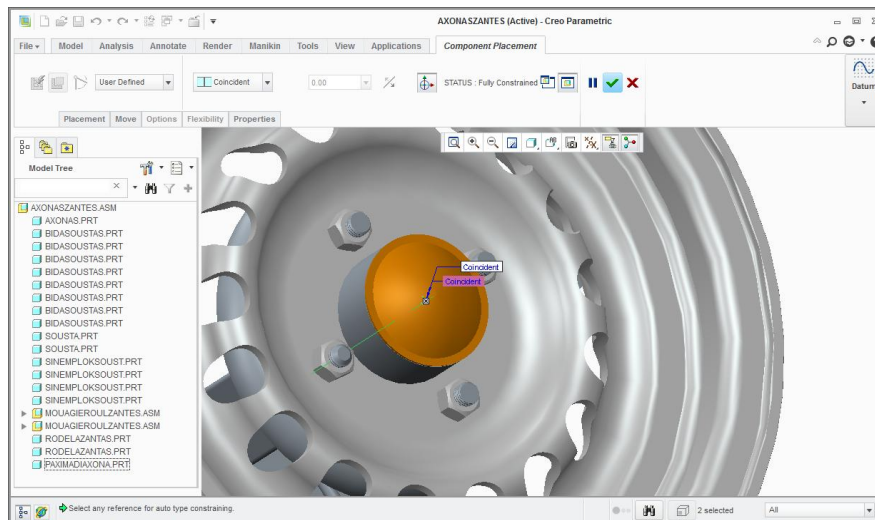 AXONASZANTES (Active) - Creo Parametric
File Model Analysis Annotate Render Manikin Tools View Applications Component Placement
User Defined Coincident 0.00 STATUS : Fully Constrained
Datum
Placement Move Options Flexibility Properties
Model Tree
AXONASZANTES.ASM
AXONAS.PRT
BIDASOUSTAS.PRT
BIDASOUSTAS.PRT
BIDASOUSTAS.PRT
BIDASOUSTAS.PRT
BIDASOUSTAS.PRT
BIDASOUSTAS.PRT
BIDASOUSTAS.PRT
BIDASOUSTAS.PRT
SOUSTA.PRT
SOUSTA.PRT
SINEMPLOKSOUST.PRT
SINEMPLOKSOUST.PRT
SINEMPLOKSOUST.PRT
SINEMPLOKSOUST.PRT
MOUAGIEROULZANTES.ASM
MOUAGIEROULZANTES.ASM
RODELAZANTAS.PRT
RODELAZANTAS.PRT
PAXIMADIAXONA.PRT
Coincident
Coincident
Select any reference for auto type constraining.
2 selected All